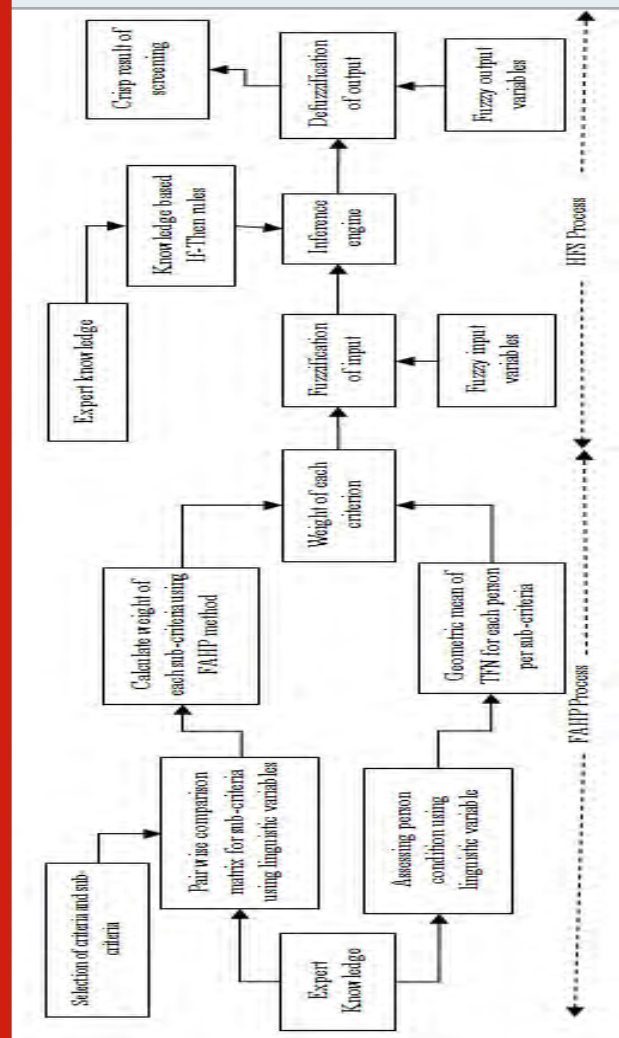 Selection of criteria and sub-
criteria
Expert
Knowledge
Pair wise comparison
matrix for sub-criteria
using linguistic variables
Assessing person
condition using
linguistic variable
Calculate weight of
each sub-criteria using
FAHP method
Geometric mean of
TFN for each person
per sub-criteria
Weight of each
criterion
Expert knowledge
Knowledge based
If-Then rules
Fuzzification
of input
Fuzzy input
variables
Inference
engine
Crisp result of
screening
Defuzzification
of output
Fuzzy output
variables
FAHP Process
HFS Process